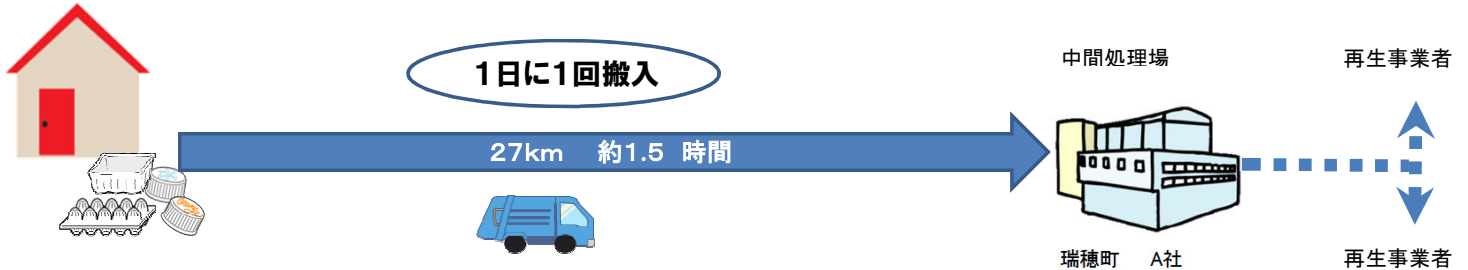 1日に1回搬入
27km 約1.5 時間
中間処理場
瑞穂町 A社
再生事業者
再生事業者